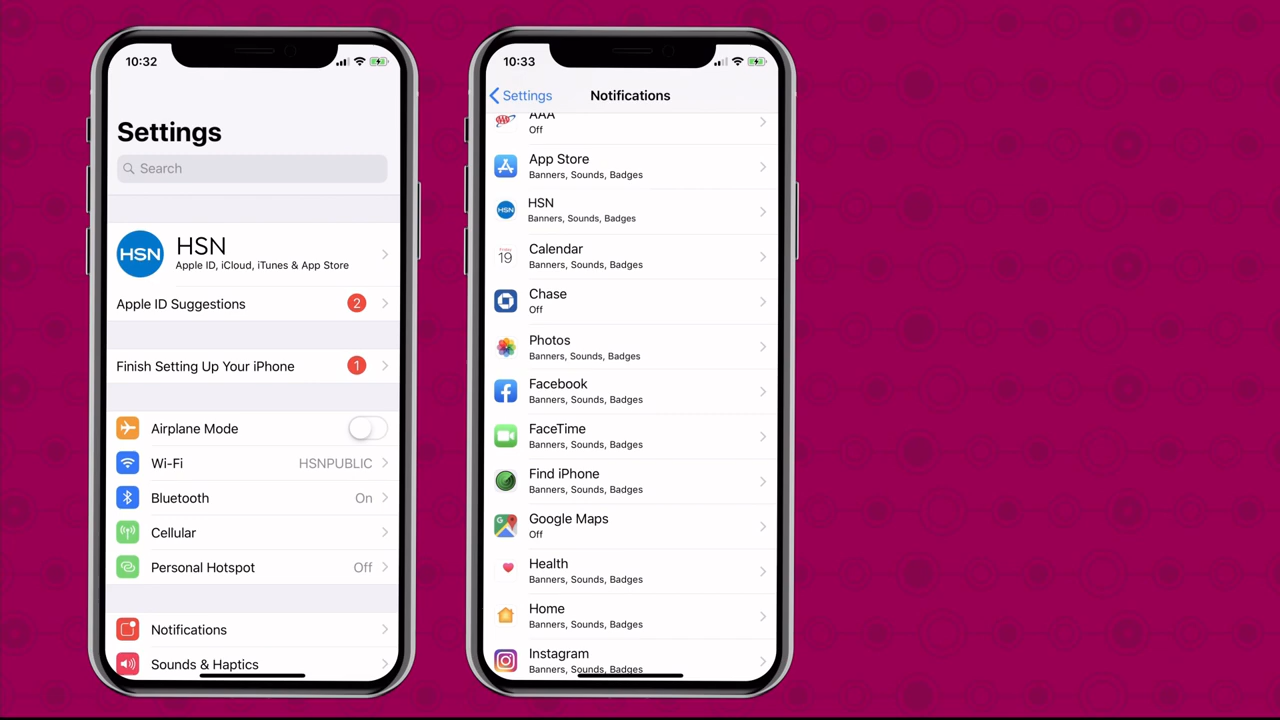 10:32
Settings
Search
HSN
HSN
Apple ID, iCloud, iTunes & App Store
Apple ID Suggestions
2
Finish Setting Up Your iPhone
1
Airplane Mode
Wi-Fi
HSNPUBLIC
Bluetooth
On
Cellular
Personal Hotspot
Off
Notifications
Sounds & Haptics
10:33
Settings
Notifications
AAA
Off
App Store
Banners, Sounds, Badges
HSN
HSN
Banners, Sounds, Badges
Friday
19
Calendar
Banners, Sounds, Badges
Chase
Off
Photos
Banners, Sounds, Badges
Facebook
Banners, Sounds, Badges
FaceTime
Banners, Sounds, Badges
Find iPhone
Banners, Sounds, Badges
Google Maps
Off
Health
Banners, Sounds, Badges
Home
Banners, Sounds, Badges
Instagram
Banners, Sounds, Badges